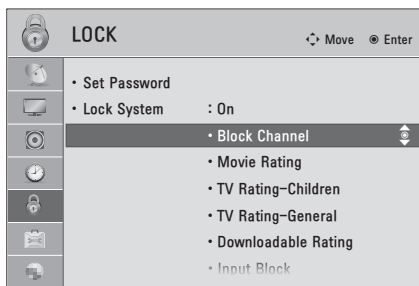 LOCK
Move Enter
• Set Password
• Lock System : On
• Block Channel
• Movie Rating
• TV Rating-Children
• TV Rating-General
• Downloadable Rating
• Input Block